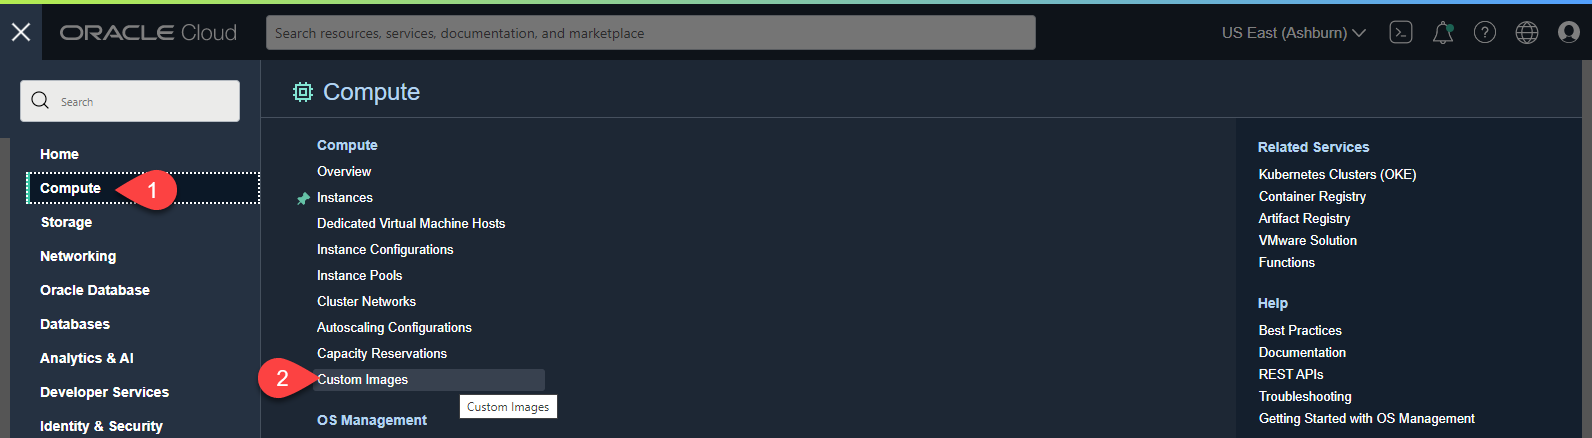 ORACLE Cloud
Search resources, services, documentation, and marketplace
US East (Ashburn)
Search
Home
Compute
1
Storage
Networking
Oracle Database
Databases
Analytics & AI
Developer Services
Identity & Security
Compute
Compute
Overview
Instances
Dedicated Virtual Machine Hosts
Instance Configurations
Instance Pools
Cluster Networks
Autoscaling Configurations
Capacity Reservations
2
Custom Images
Custom Images
OS Management
Related Services
Kubernetes Clusters (OKE)
Container Registry
Artifact Registry
VMware Solution
Functions
Help
Best Practices
Documentation
REST APIs
Troubleshooting
Getting Started with OS Management